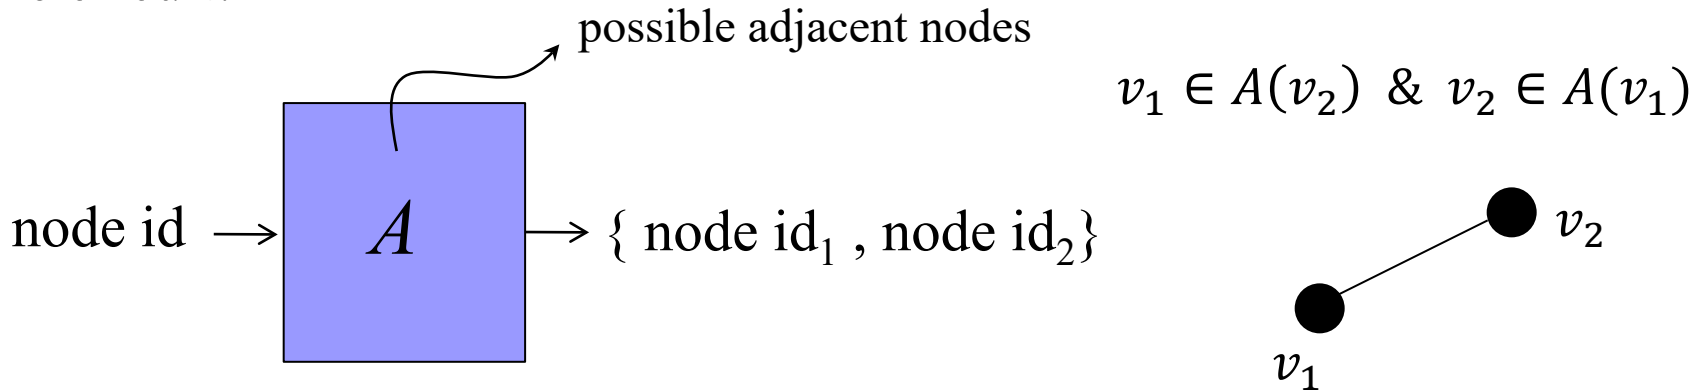 possible adjacent nodes
𝑣₁ ∈ 𝐴(𝑣₂) & 𝑣₂ ∈ 𝐴(𝑣₁)
node id
A
{ node id₁ , node id₂}
𝑣₂
𝑣₁